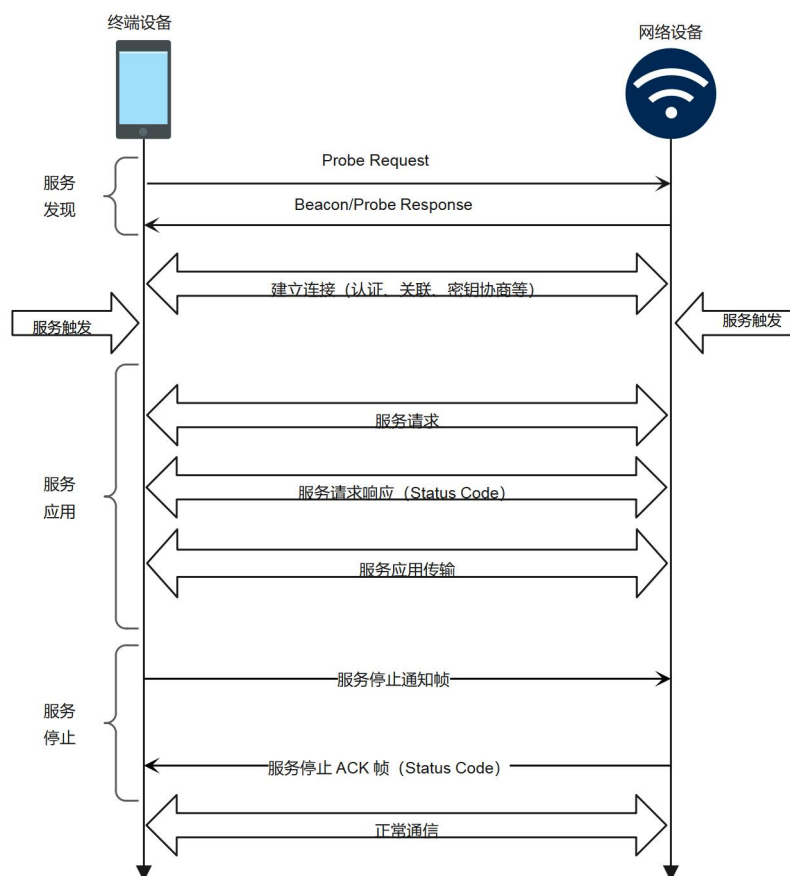 终端设备
网络设备
Probe Request
服务
发现
Beacon/Probe Response
建立连接（认证、关联、密钥协商等）
服务触发
服务触发
服务请求
服务
应用
服务请求响应（Status Code）
服务应用传输
服务停止通知帧
服务
停止
服务停止 ACK 帧（Status Code）
正常通信